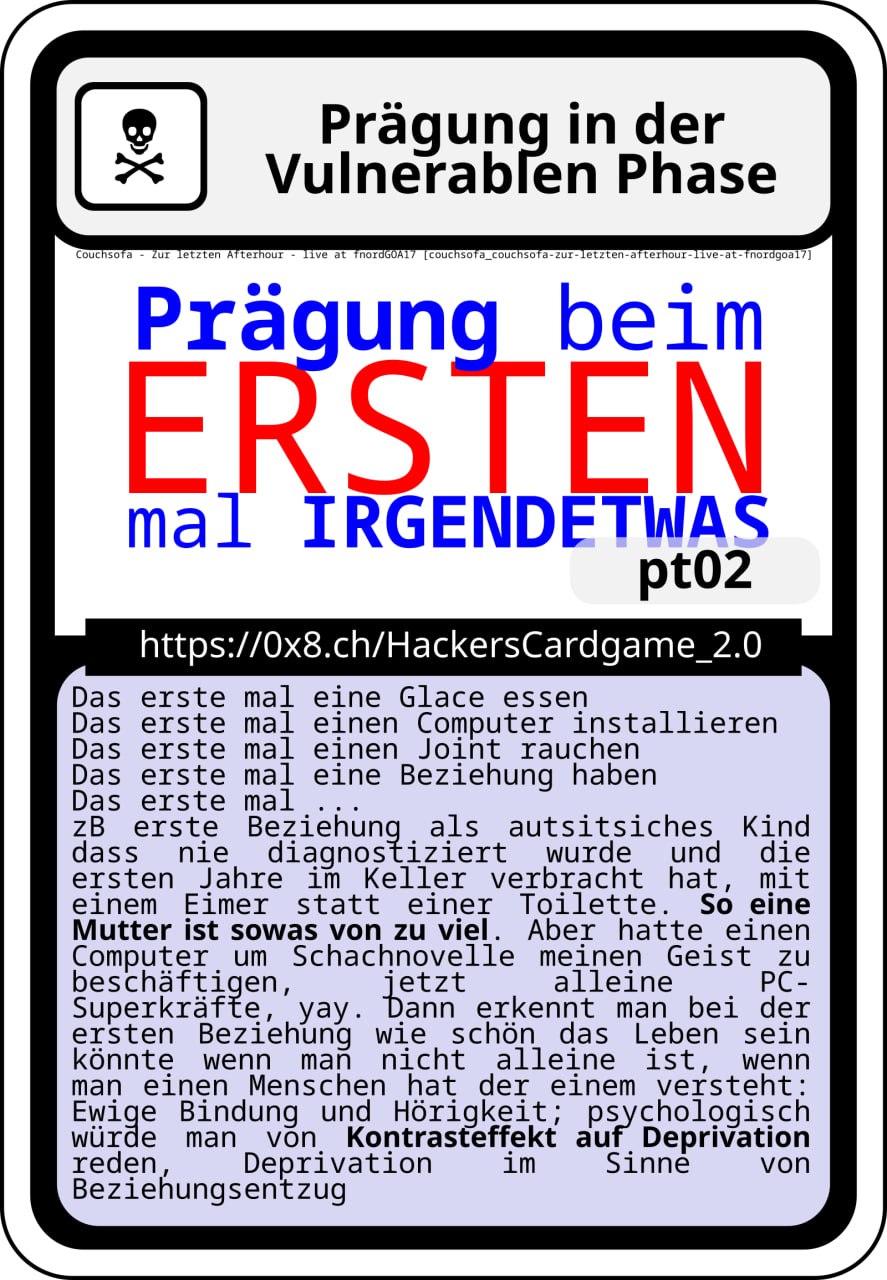 Prägung in der
Vulnerablen Phase
Couchsofa - Zur letzten Afterhour - live at fnordGOA17 [couchsofa_couchsofa-zur-letzten-afterhour-live-at-fnordgoa17]
Prägung beim
ERSTEN
mal IRGENDETWAS
pt02
https://0x8.ch/HackersCardgame_2.0
Das erste mal eine Glace essen
Das erste mal einen Computer installieren
Das erste mal einen Joint rauchen
Das erste mal eine Beziehung haben
Das erste mal ...
zB erste Beziehung als autsitsiches Kind
dass nie diagnostiziert wurde und die
ersten Jahre im Keller verbracht hat, mit
einem Eimer statt einer Toilette. So eine
Mutter ist sowas von zu viel. Aber hatte einen
Computer um Schachnovelle meinen Geist zu
beschäftigen, jetzt alleine PC-
Superkräfte, yay. Dann erkennt man bei der
ersten Beziehung wie schön das Leben sein
könnte wenn man nicht alleine ist, wenn
man einen Menschen hat der einem versteht:
Ewige Bindung und Hörigkeit; psychologisch
würde man von Kontrasteffekt auf Deprivation
reden, Deprivation im Sinne von
Beziehungsentzug